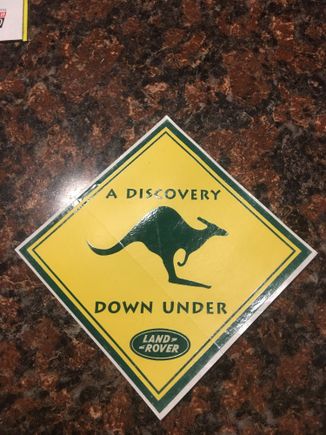 A DISCOVERY
DOWN UNDER
LAND
ROVER